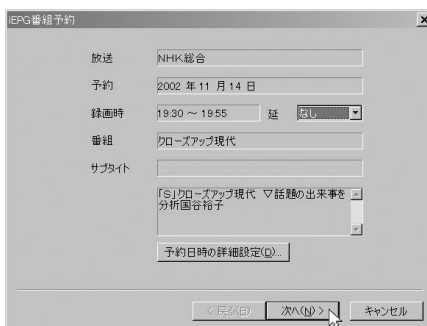 iEPG番組予約
放送 NHK総合
予約 2002 年 11 月 14 日
録画時 19:30 ～ 19:55 延 なし
番組 クローズアップ現代
サブタイト
「S」クローズアップ現代 ▽話題の出来事を
分析国谷裕子
予約日時の詳細設定(D)...
< 戻る(B) 次へ(N) > キャンセル